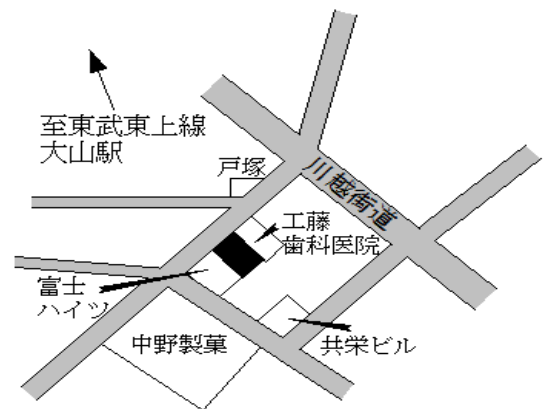 至東武東上線
大山駅
戸塚
川越街道
工藤
歯科医院
富士
ハイツ
中野製菓
共栄ビル